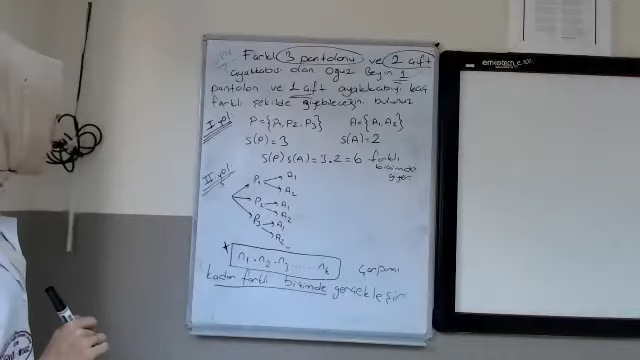 Farklı 3 pantolonu ve 2 çift
ayakkabısı olan Oğuz Beyin 1
pantolon ve 1 çift ayakkabıyı kaç
farklı şekilde giyebileceğini bulunuz
I. yol:
P={P1, P2, P3} A={A1, A2}
s(P)=3 s(A)=2
s(P) s(A) = 3.2 = 6 farklı
biçimde
giyer
II. yol:
P1 A1
A2
P2 A1
A2
P3 A1
A2
n1 . n2 . n3 ...... nk çarpımı
kadar farklı biçimde gerçekleşir